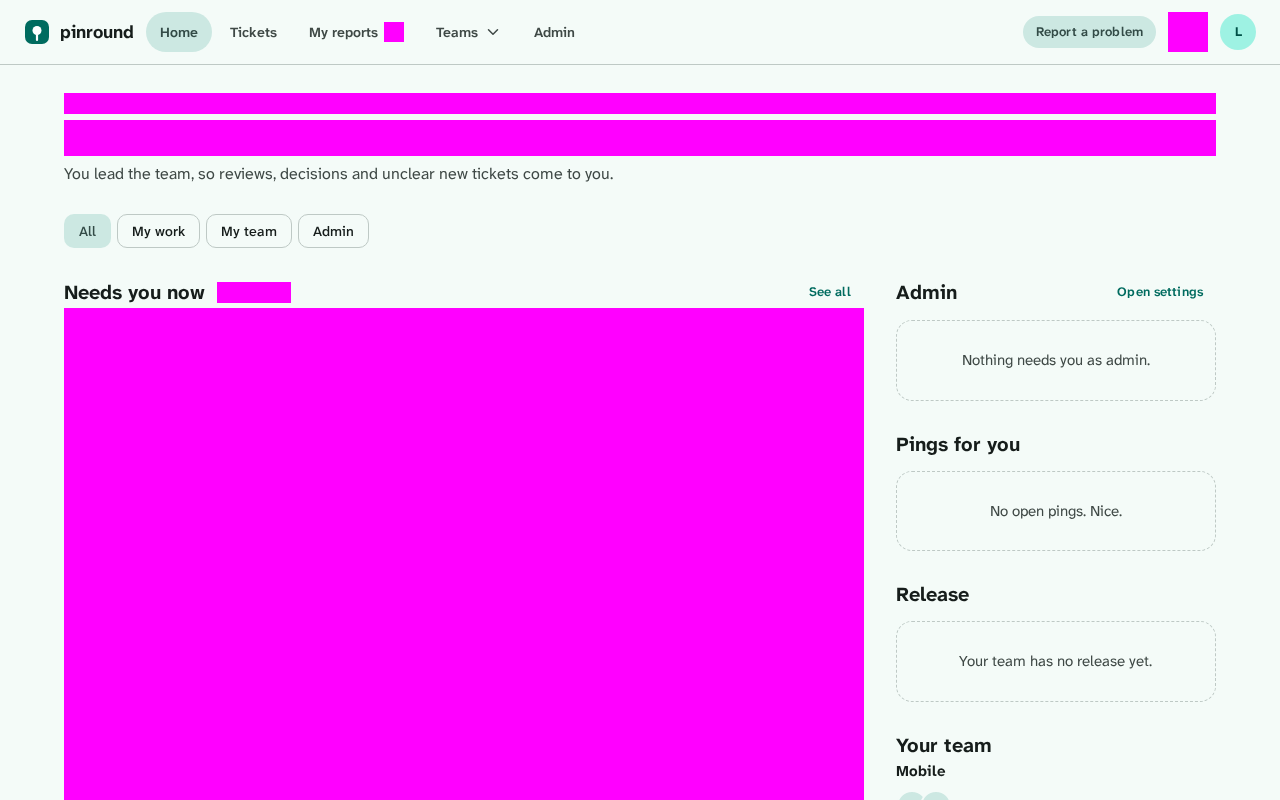 pinround
Home
Tickets
My reports
Teams
Admin
Report a problem
L
You lead the team, so reviews, decisions and unclear new tickets come to you.
All
My work
My team
Admin
Needs you now
See all
Admin
Open settings
Nothing needs you as admin.
Pings for you
No open pings. Nice.
Release
Your team has no release yet.
Your team
Mobile